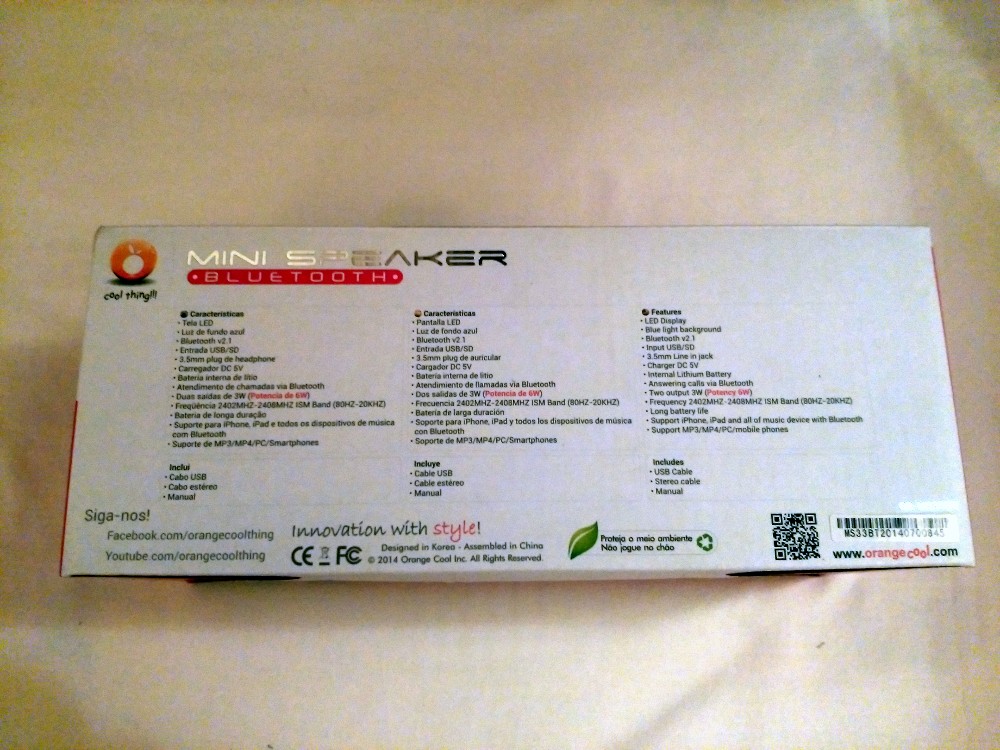 cool thing!!!
MINI SPEAKER
• BLUETOOTH •
Características
• Tela LED
• Luz de fundo azul
• Bluetooth v2.1
• Entrada USB/SD
• 3.5mm plug de headphone
• Carregador DC 5V
• Bateria interna de lítio
• Atendimento de chamadas via Bluetooth
• Duas saídas de 3W (Potencia de 6W)
• Freqüência 2402MHZ-2408MHZ ISM Band (80HZ-20KHZ)
• Bateria de longa duração
• Suporte para iPhone, iPad e todos os dispositivos de música
com Bluetooth
• Suporte de MP3/MP4/PC/Smartphones
Inclui
• Cabo USB
• Cabo estéreo
• Manual
Características
• Pantalla LED
• Luz de fondo azul
• Bluetooth v2.1
• Entrada USB/SD
• 3.5mm plug de auricular
• Cargador DC 5V
• Batería interna de litio
• Atendimiento de llamadas via Bluetooth
• Dos salidas de 3W (Potencia de 6W)
• Frecuencia 2402MHZ-2408MHZ ISM Band (80HZ-20KHZ)
• Batería de larga duración
• Soporte para iPhone, iPad y todos los dispositivos de música
con Bluetooth
• Soporte de MP3/MP4/PC/Smartphones
Incluye
• Cable USB
• Cable estéreo
• Manual
Features
• LED Display
• Blue light background
• Bluetooth v2.1
• Input USB/SD
• 3.5mm Line in jack
• Charger DC 5V
• Internal Lithium Battery
• Answering calls via Bluetooth
• Two output 3W (Potency 6W)
• Frequency 2402MHZ-2408MHZ ISM Band (80HZ-20KHZ)
• Long battery life
• Support iPhone, iPad and all of music device with Bluetooth
• Support MP3/MP4/PC/mobile phones
Includes
• USB Cable
• Stereo cable
• Manual
Siga-nos!
Facebook.com/orangecoolthing
Youtube.com/orangecoolthing
Innovation with style!
CE FC
Designed in Korea - Assembled in China
© 2014 Orange Cool Inc. All Rights Reserved.
Proteja o meio ambiente
Não jogue no chão
MS33BT20140700845
www.orangecool.com